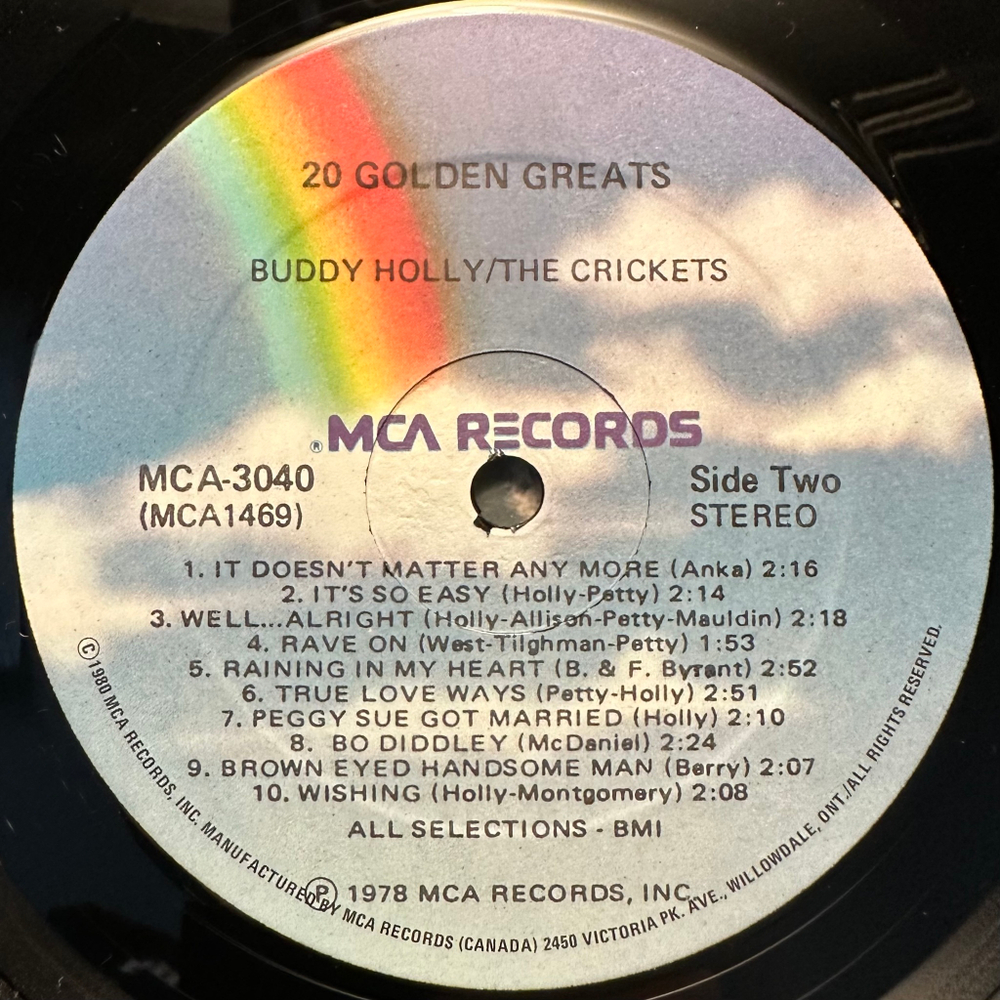 20 GOLDEN GREATS
BUDDY HOLLY/THE CRICKETS
® MCA RECORDS
MCA-3040
(MCA1469)
Side Two
STEREO
1. IT DOESN'T MATTER ANY MORE (Anka) 2:16
2. IT'S SO EASY (Holly-Petty) 2:14
3. WELL...ALRIGHT (Holly-Allison-Petty-Mauldin) 2:18
4. RAVE ON (West-Tilghman-Petty) 1:53
5. RAINING IN MY HEART (B. & F. Byrant) 2:52
6. TRUE LOVE WAYS (Petty-Holly) 2:51
7. PEGGY SUE GOT MARRIED (Holly) 2:10
8. BO DIDDLEY (McDaniel) 2:24
9. BROWN EYED HANDSOME MAN (Berry) 2:07
10. WISHING (Holly-Montgomery) 2:08
ALL SELECTIONS - BMI
Ⓟ 1978 MCA RECORDS, INC.
©1980 MCA RECORDS, INC. MANUFACTURED BY MCA RECORDS (CANADA) 2450 VICTORIA PK. AVE., WILLOWDALE, ONT./ALL RIGHTS RESERVED.